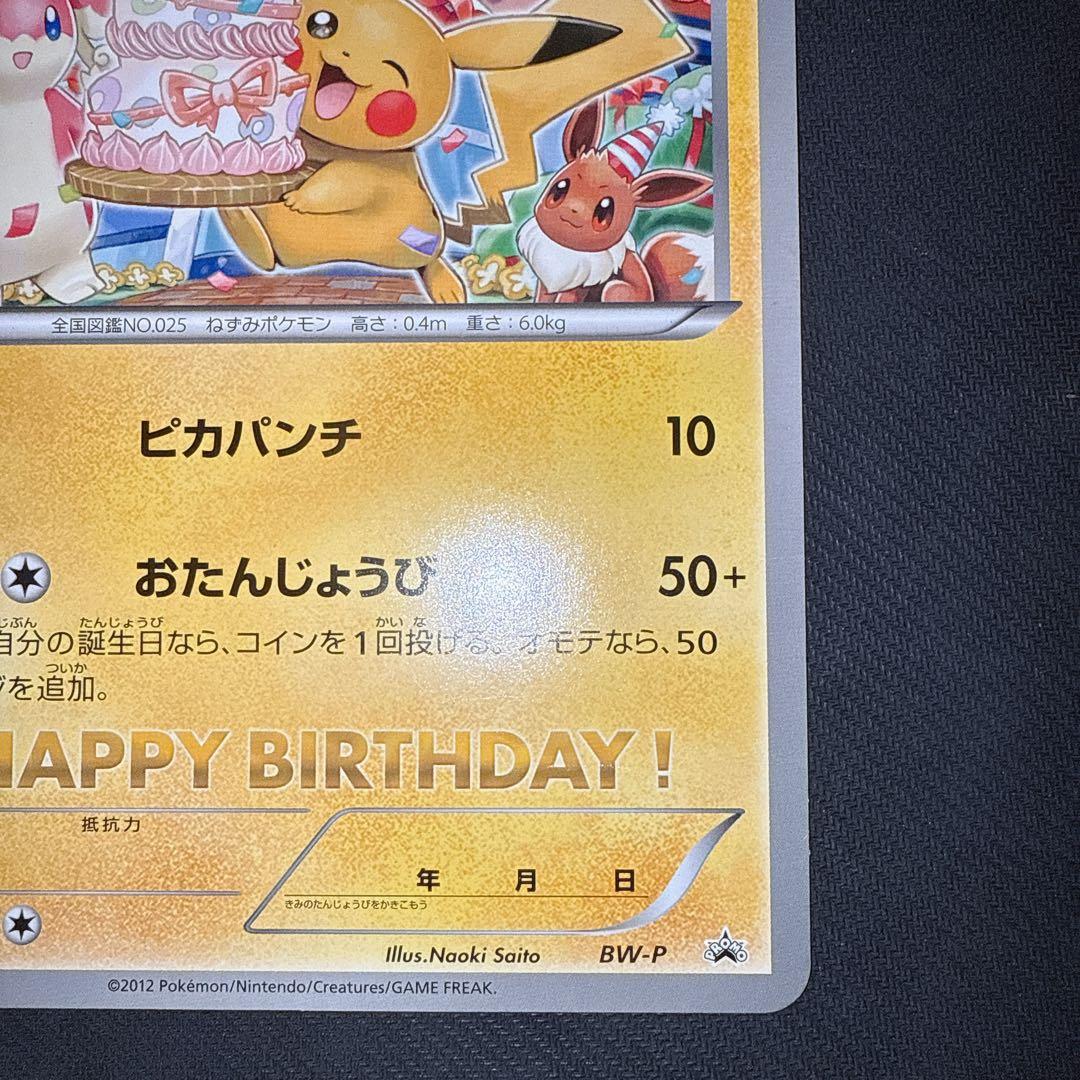 全国図鑑NO.025 ねずみポケモン 高さ：0.4m 重さ：6.0kg
ピカパンチ 10
おたんじょうび 50+
じぶん たんじょうび かい な
自分の誕生日なら、コインを1回投げる。オモテなら、50
ついか
を追加。
HAPPY BIRTHDAY！
抵抗力
年 月 日
きみのたんじょうびをかきこもう
Illus.Naoki Saito BW-P PROMO
©2012 Pokémon/Nintendo/Creatures/GAME FREAK.